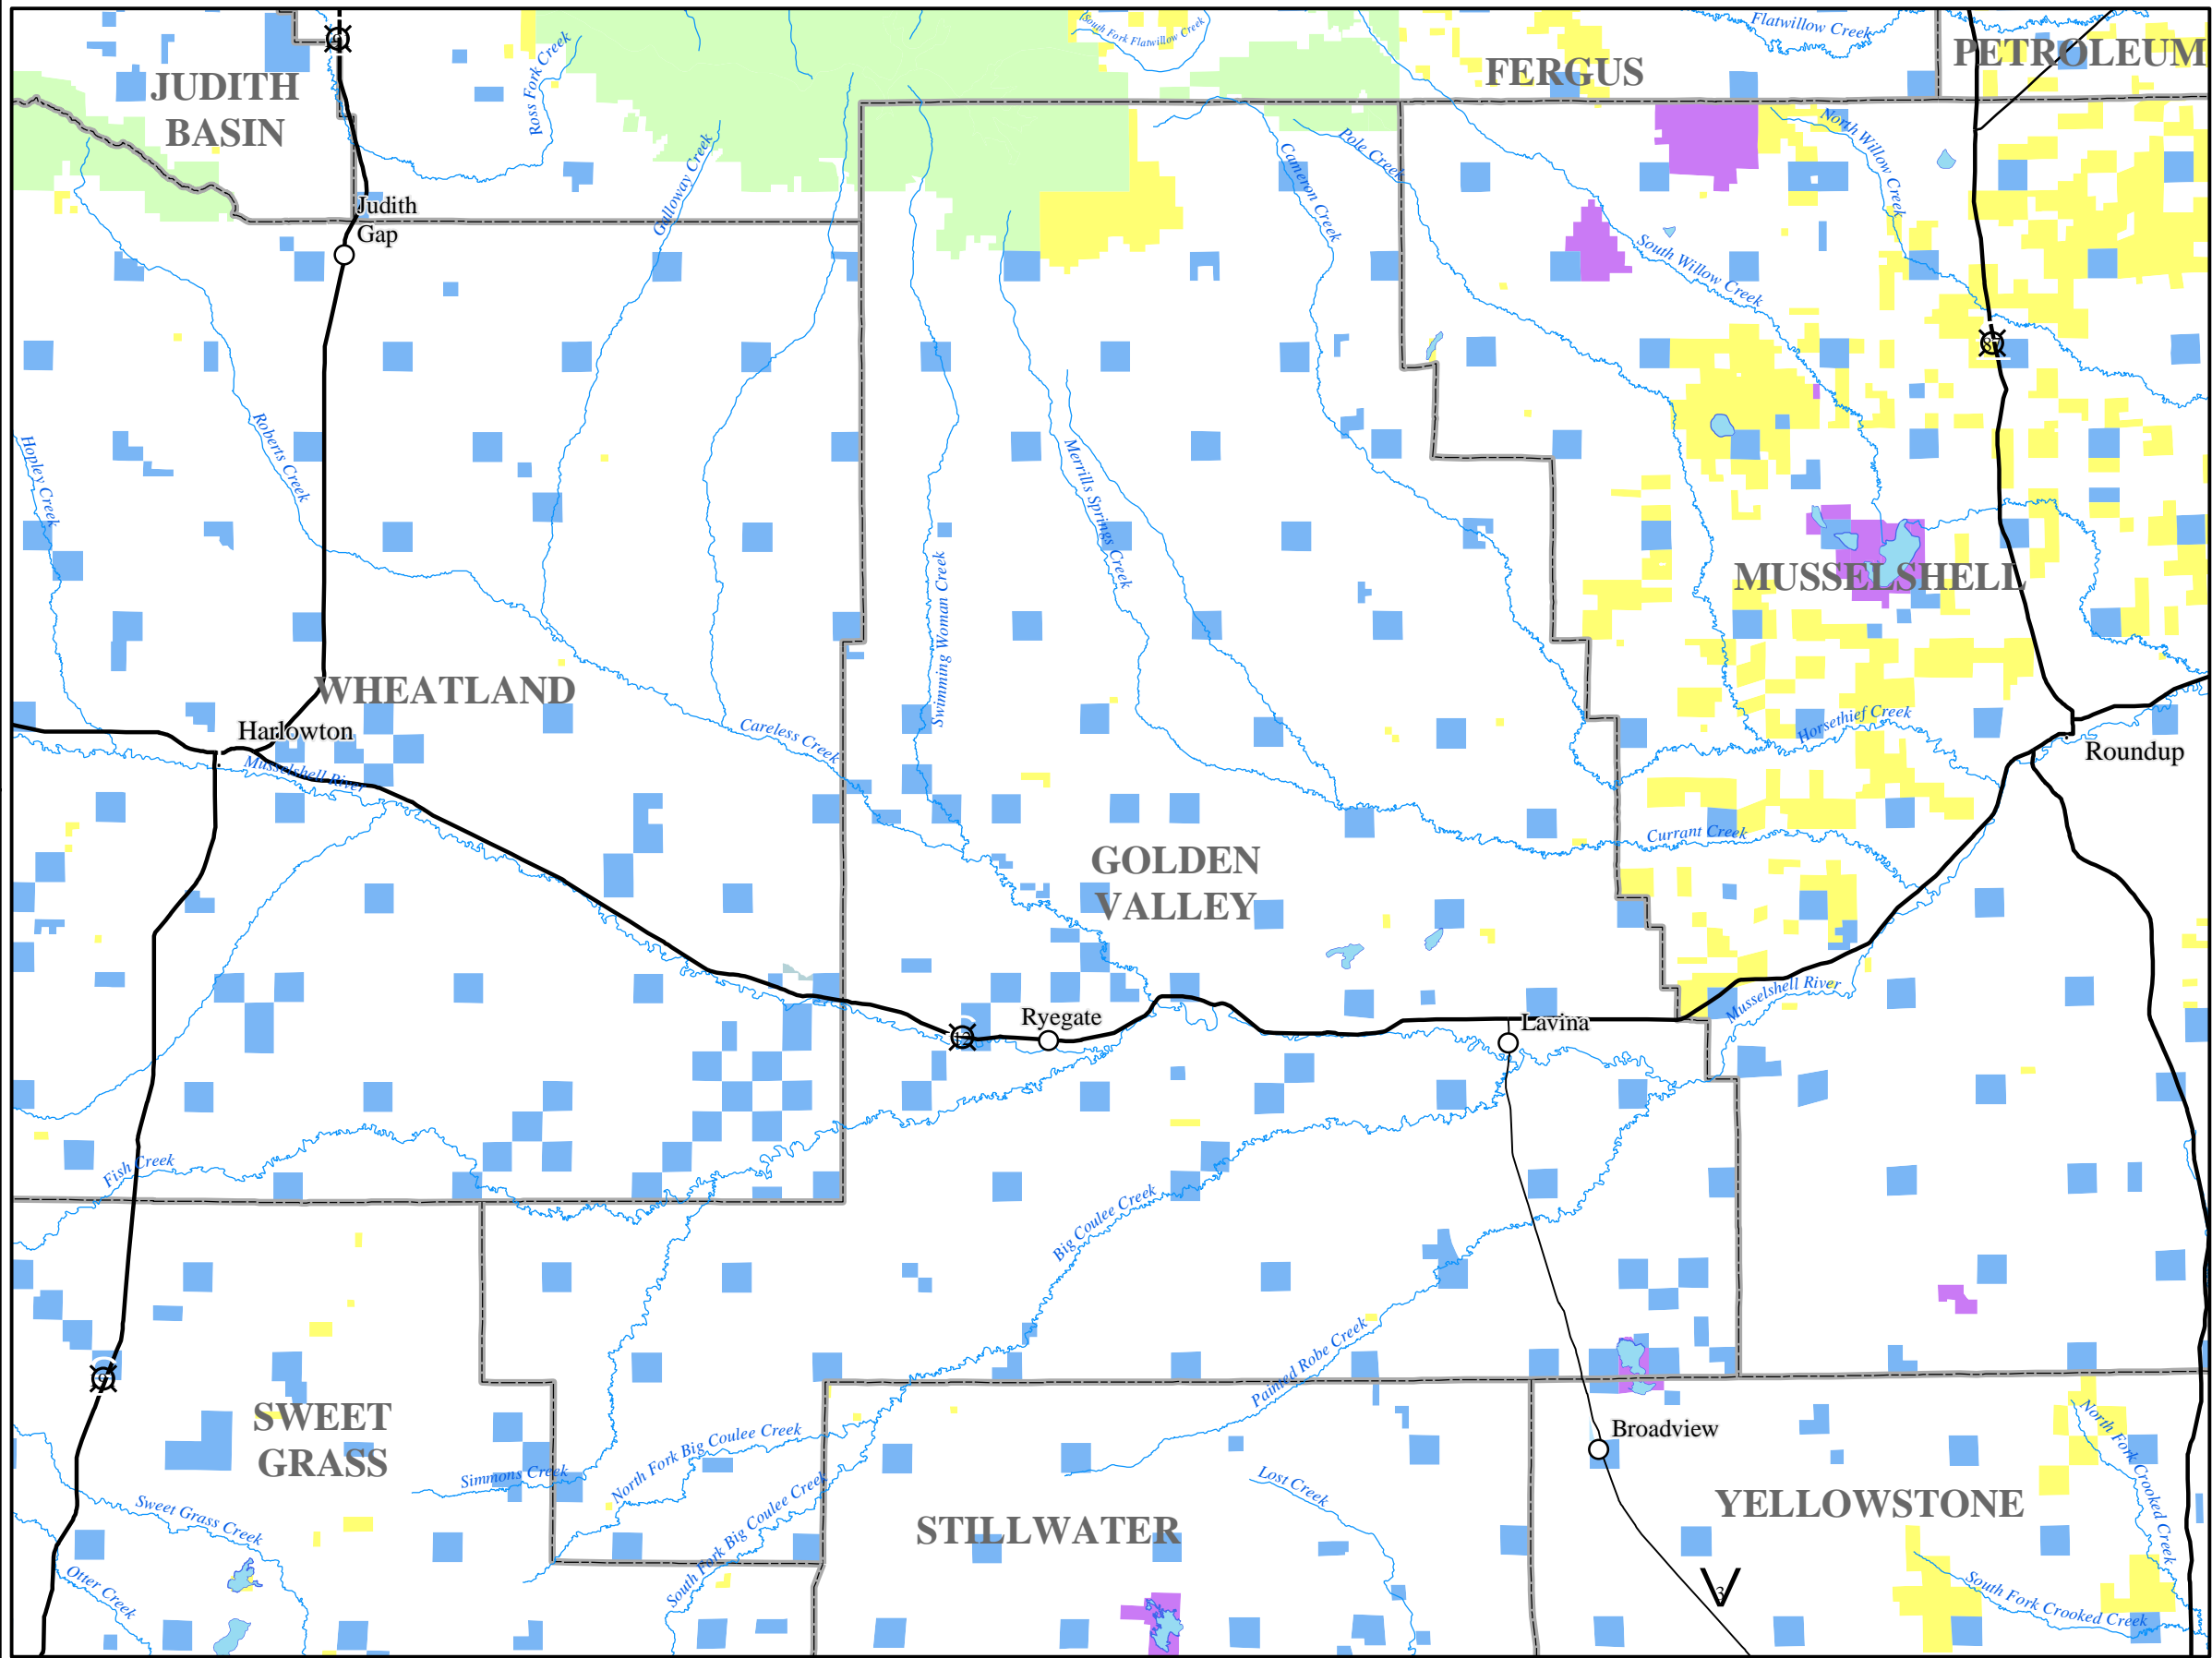 Flatwillow Creek
South Fork Flatwillow Creek
PETROLEUM
FERGUS
JUDITH
BASIN
Ross Fork Creek
Galloway Creek
Cameron Creek
Pole Creek
North Willow Creek
Judith
Gap
South Willow Creek
87
Roberts Creek
Hopley Creek
Merrills Springs Creek
Swimming Woman Creek
MUSSELSHELL
WHEATLAND
Harlowton
Careless Creek
Horsethief Creek
Roundup
Musselshell River
Currant Creek
GOLDEN
VALLEY
Musselshell River
Ryegate
Lavina
12
Fish Creek
Big Coulee Creek
Painted Robe Creek
SWEET
GRASS
Broadview
North Fork Big Coulee Creek
Simmons Creek
Lost Creek
North Fork Crooked Creek
Sweet Grass Creek
South Fork Big Coulee Creek
STILLWATER
YELLOWSTONE
Otter Creek
3
South Fork Crooked Creek